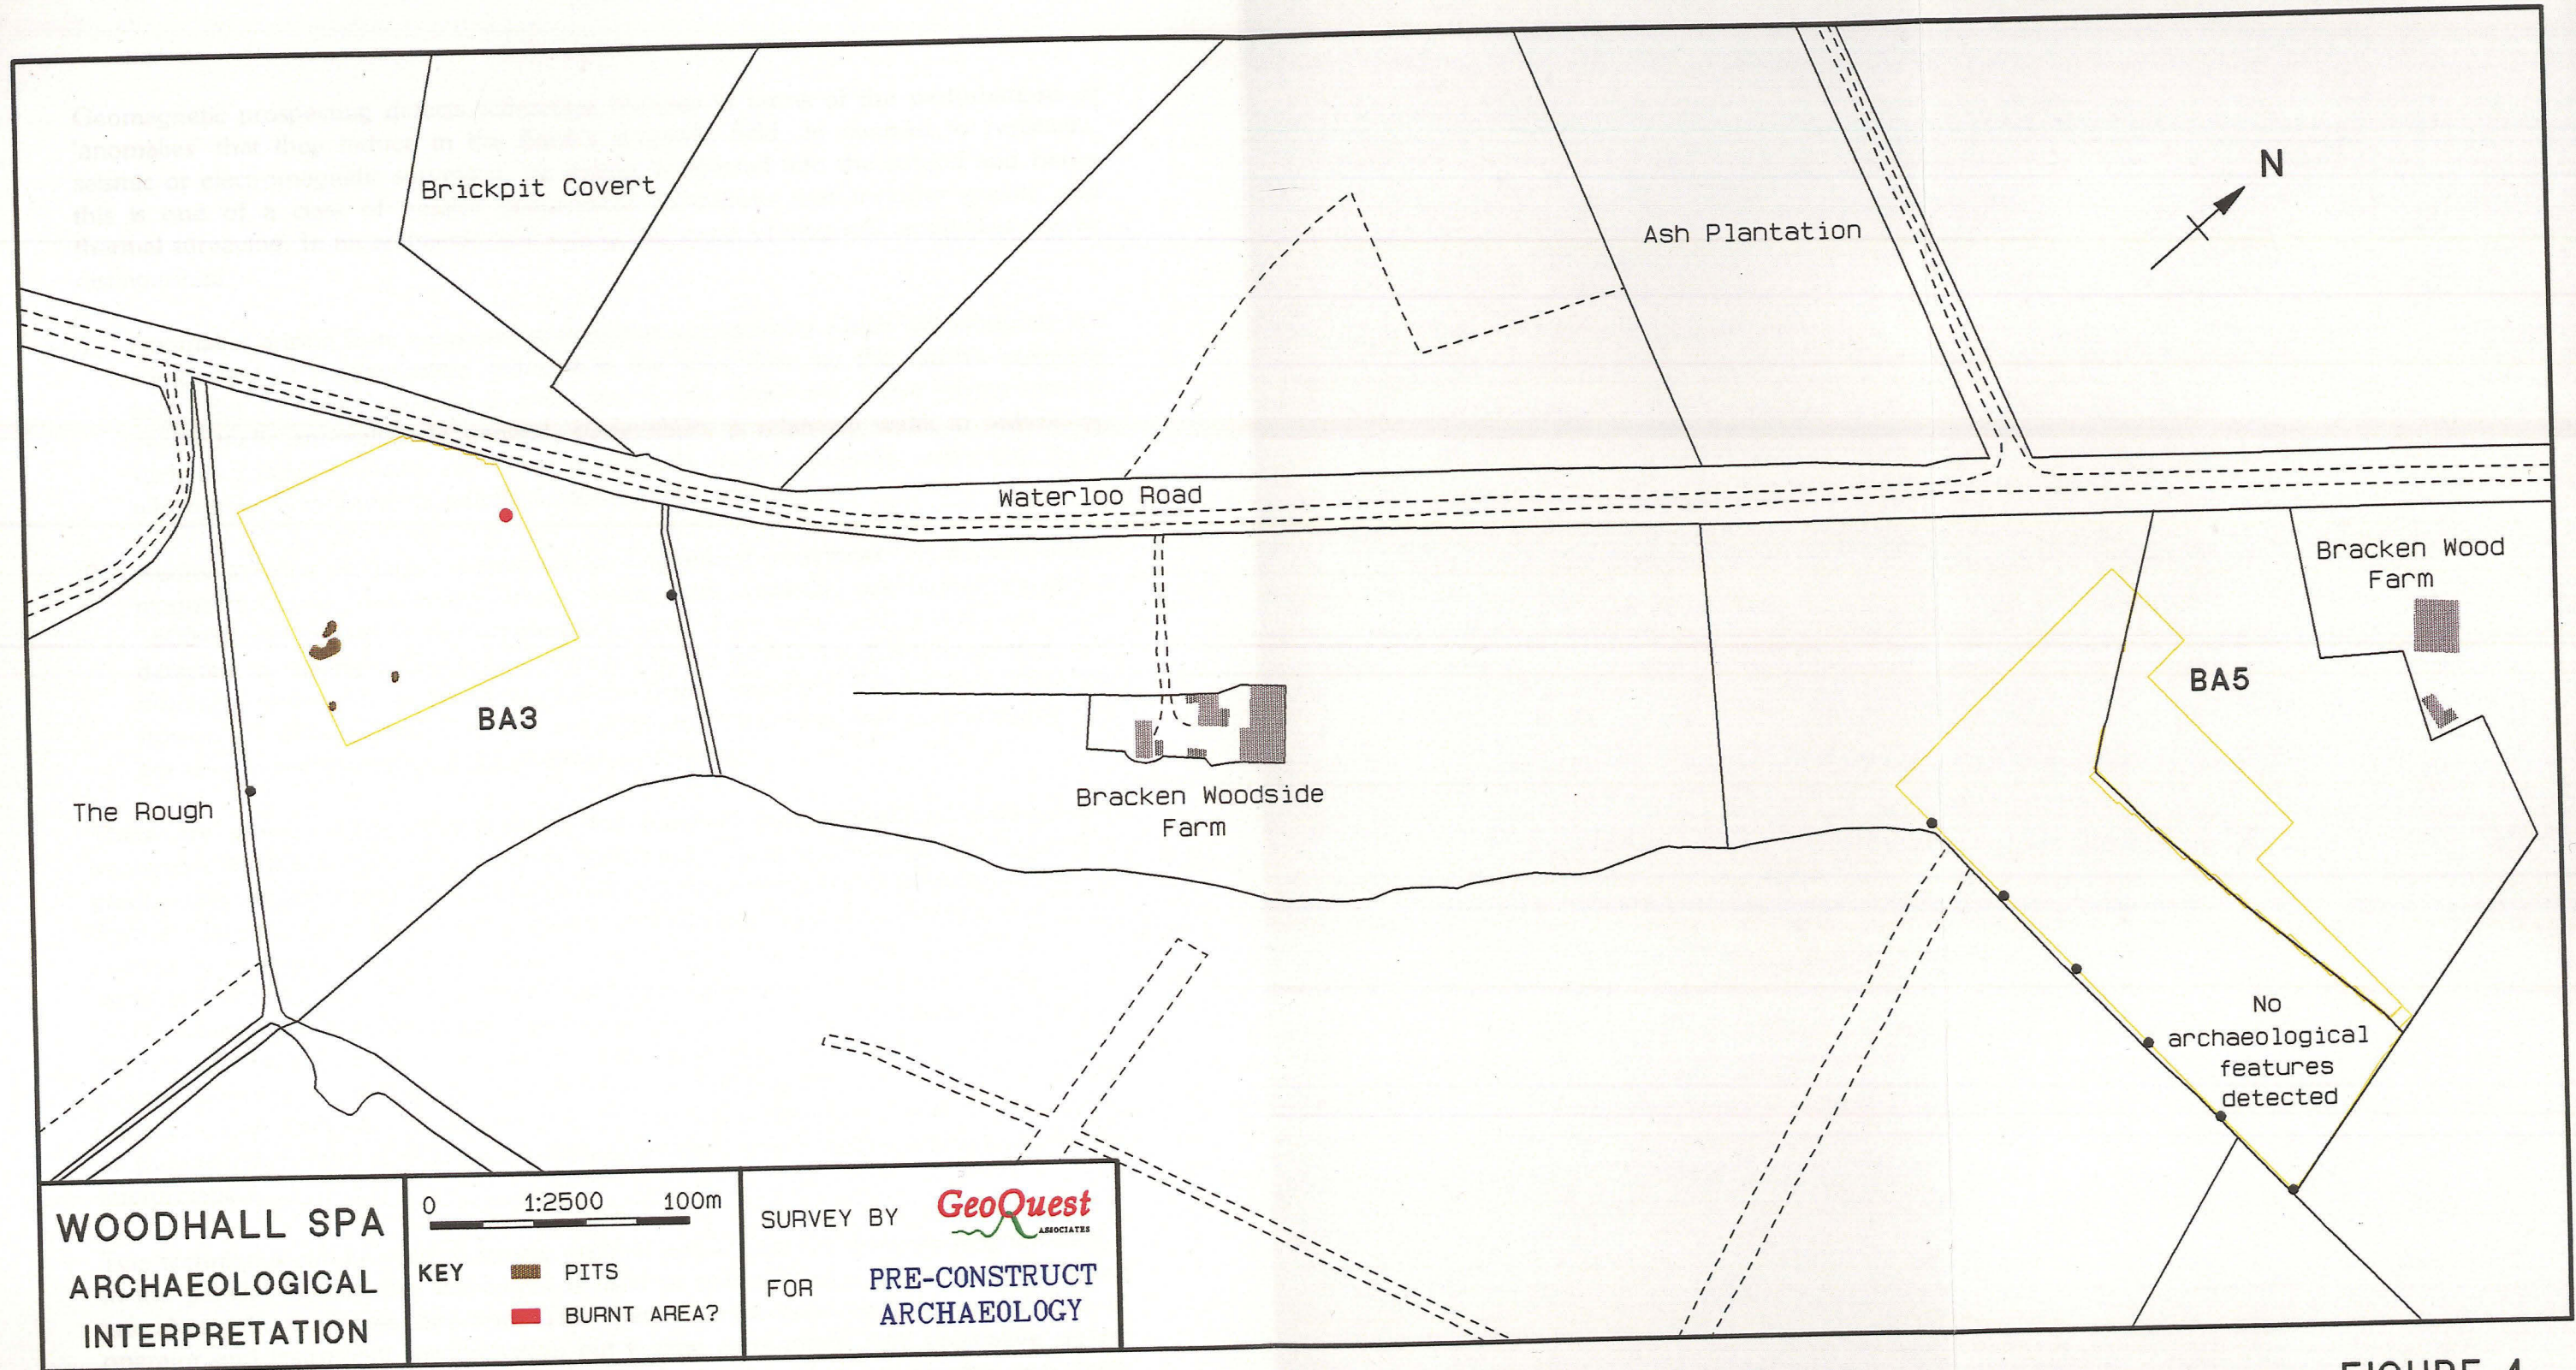 Brickpit Covert
Ash Plantation
N
Waterloo Road
Bracken Wood
Farm
BA5
BA3
The Rough
Bracken Woodside
Farm
No
archaeological
features
detected
WOODHALL SPA
ARCHAEOLOGICAL
INTERPRETATION
0 1:2500 100m
KEY
PITS
BURNT AREA?
SURVEY BY
GeoQuest
ASSOCIATES
FOR
PRE-CONSTRUCT
ARCHAEOLOGY
FIGURE 4